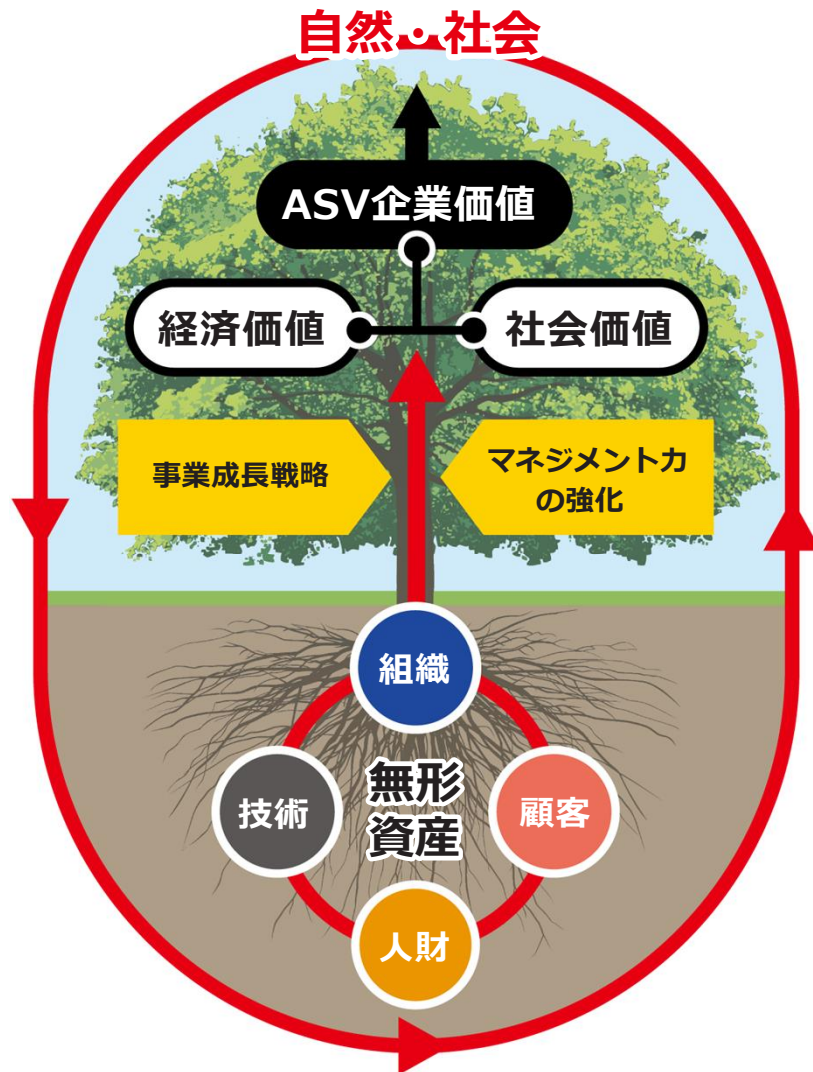 自然・社会
ASV企業価値
経済価値
社会価値
事業成長戦略
マネジメント力
の強化
組織
技術
無形
資産
顧客
人財